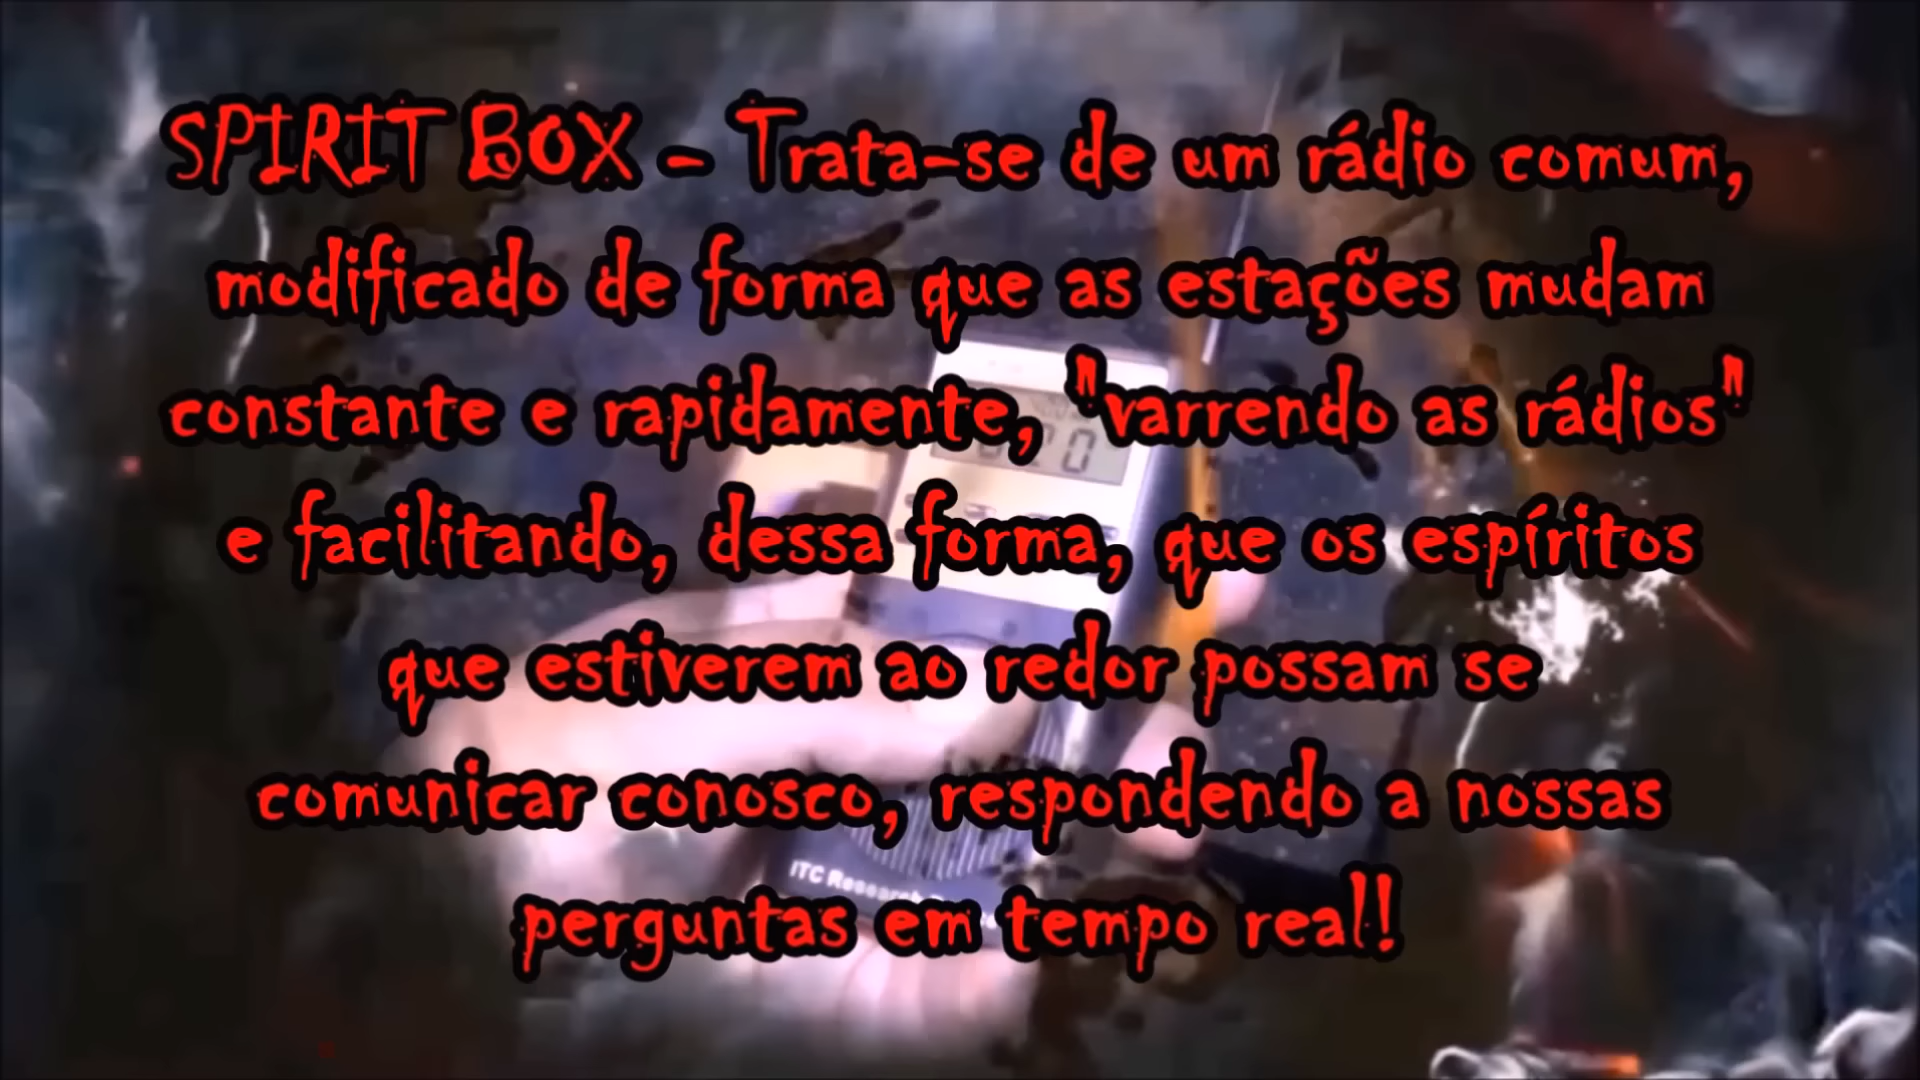 SPIRIT BOX - Trata-se de um rádio comum,
modificado de forma que as estações mudam
constante e rapidamente, "varrendo as rádios"
e facilitando, dessa forma, que os espíritos
que estiverem ao redor possam se
comunicar conosco, respondendo a nossas
perguntas em tempo real!
ITC Research